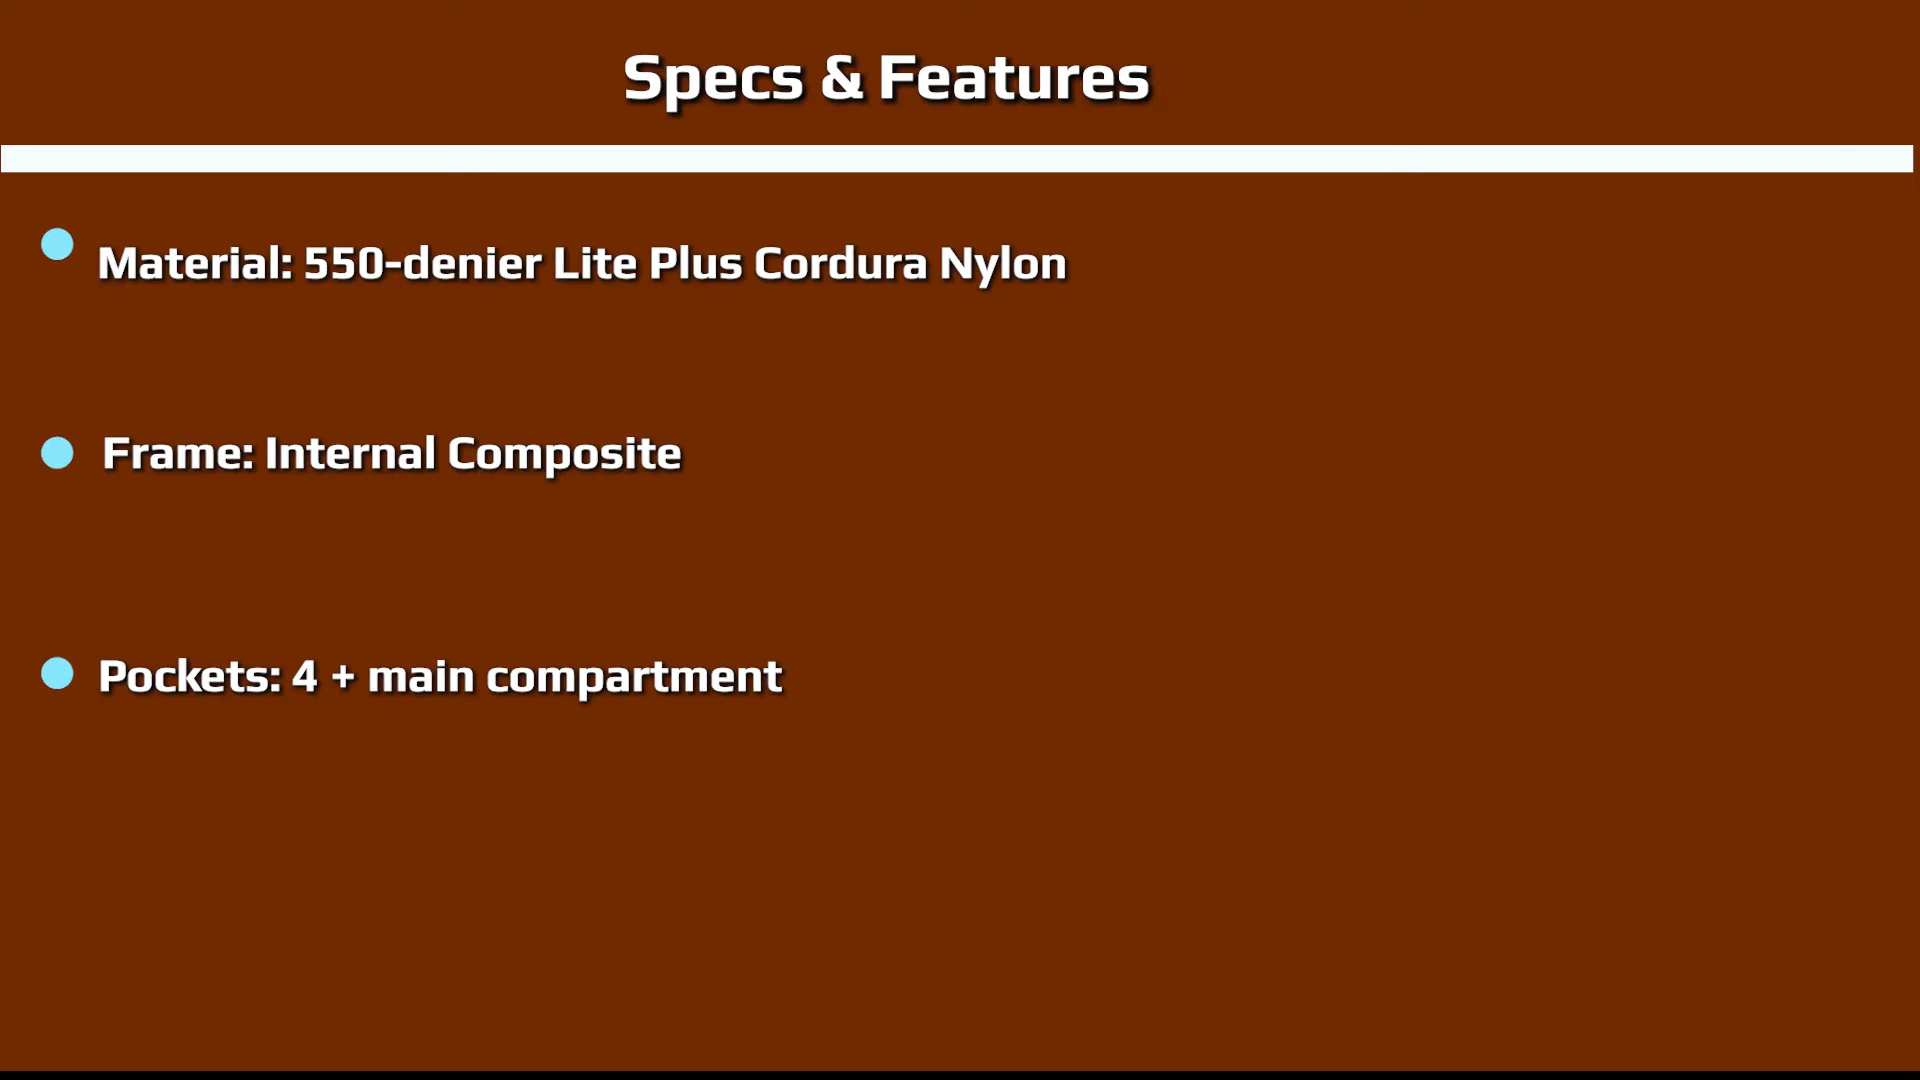 Specs & Features
Material: 550-denier Lite Plus Cordura Nylon
Frame: Internal Composite
Pockets: 4 + main compartment